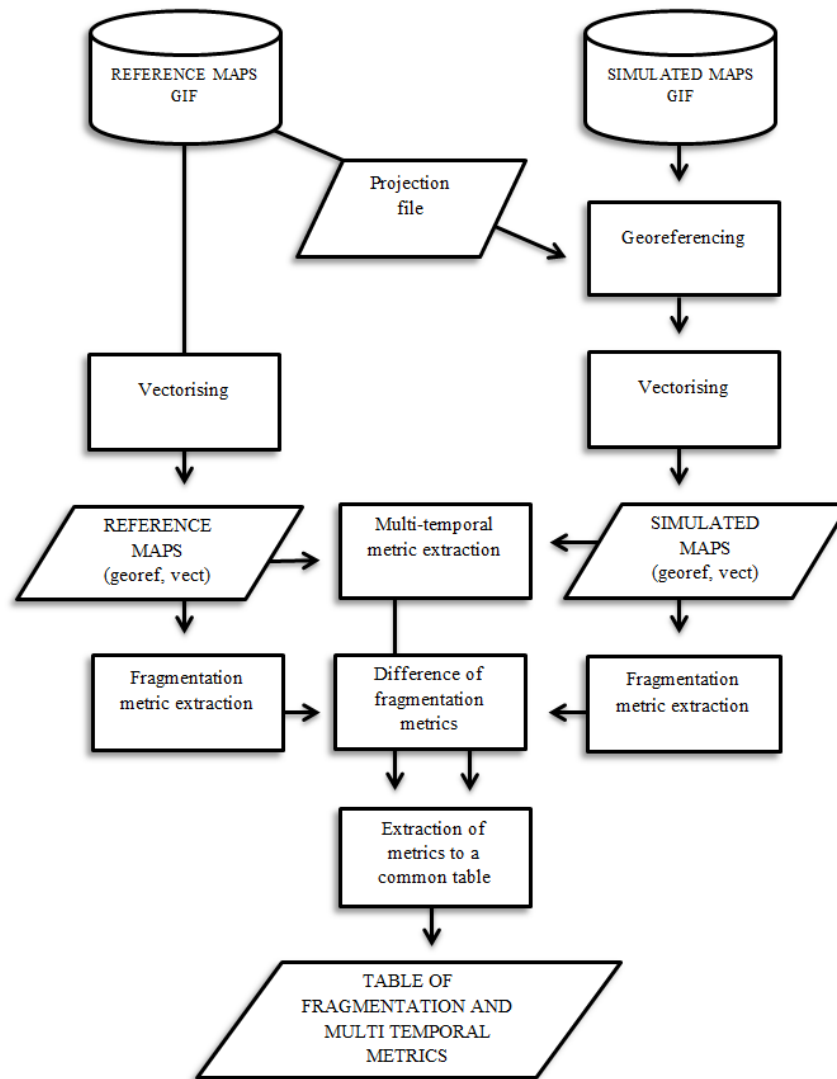 REFERENCE MAPS
GIF
SIMULATED MAPS
GIF
Projection
file
Georeferencing
Vectorising
Vectorising
REFERENCE
MAPS
(georef, vect)
Multi-temporal
metric extraction
SIMULATED
MAPS
(georef, vect)
Fragmentation
metric extraction
Difference of
fragmentation
metrics
Fragmentation
metric extraction
Extraction of
metrics to a
common table
TABLE OF
FRAGMENTATION AND
MULTI TEMPORAL
METRICS